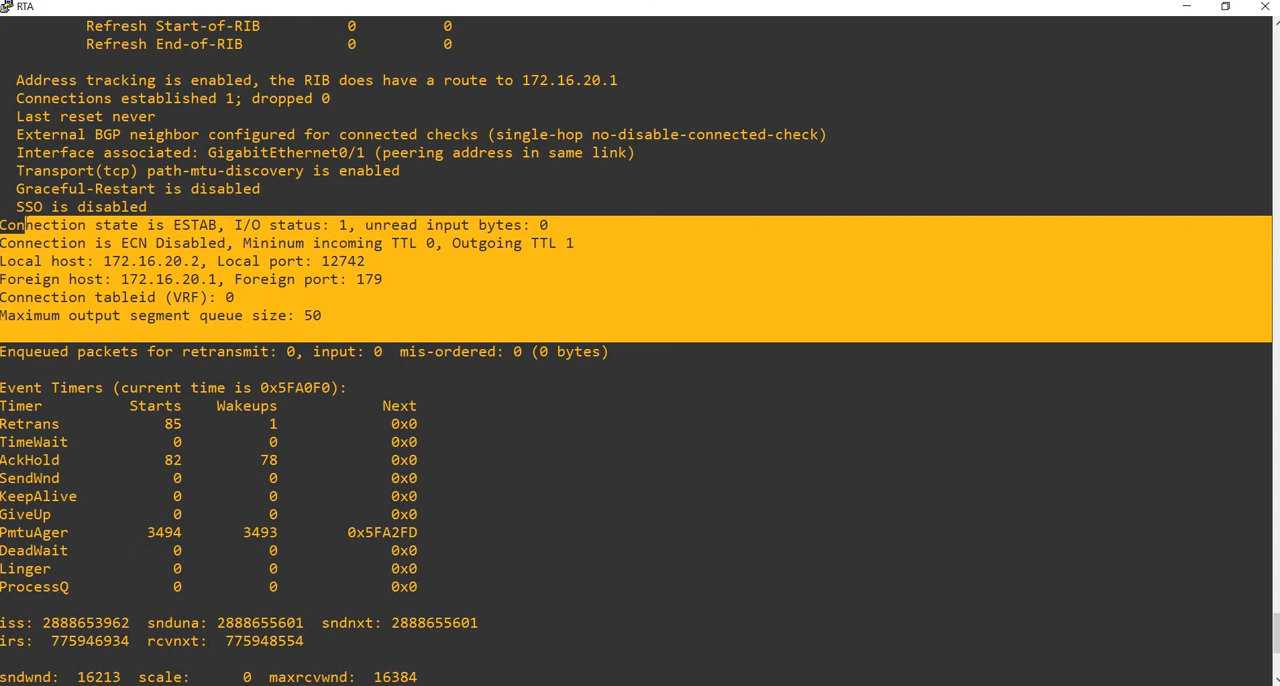 RTA
Refresh Start-of-RIB 0 0
Refresh End-of-RIB 0 0
Address tracking is enabled, the RIB does have a route to 172.16.20.1
Connections established 1; dropped 0
Last reset never
External BGP neighbor configured for connected checks (single-hop no-disable-connected-check)
Interface associated: GigabitEthernet0/1 (peering address in same link)
Transport(tcp) path-mtu-discovery is enabled
Graceful-Restart is disabled
SSO is disabled
Connection state is ESTAB, I/O status: 1, unread input bytes: 0
Connection is ECN Disabled, Mininum incoming TTL 0, Outgoing TTL 1
Local host: 172.16.20.2, Local port: 12742
Foreign host: 172.16.20.1, Foreign port: 179
Connection tableid (VRF): 0
Maximum output segment queue size: 50
Enqueued packets for retransmit: 0, input: 0 mis-ordered: 0 (0 bytes)
Event Timers (current time is 0x5FA0F0):
Timer Starts Wakeups Next
Retrans 85 1 0x0
TimeWait 0 0 0x0
AckHold 82 78 0x0
SendWnd 0 0 0x0
KeepAlive 0 0 0x0
GiveUp 0 0 0x0
PmtuAger 3494 3493 0x5FA2FD
DeadWait 0 0 0x0
Linger 0 0 0x0
ProcessQ 0 0 0x0
iss: 2888653962 snduna: 2888655601 sndnxt: 2888655601
irs: 775946934 rcvnxt: 775948554
sndwnd: 16213 scale: 0 maxrcvwnd: 16384